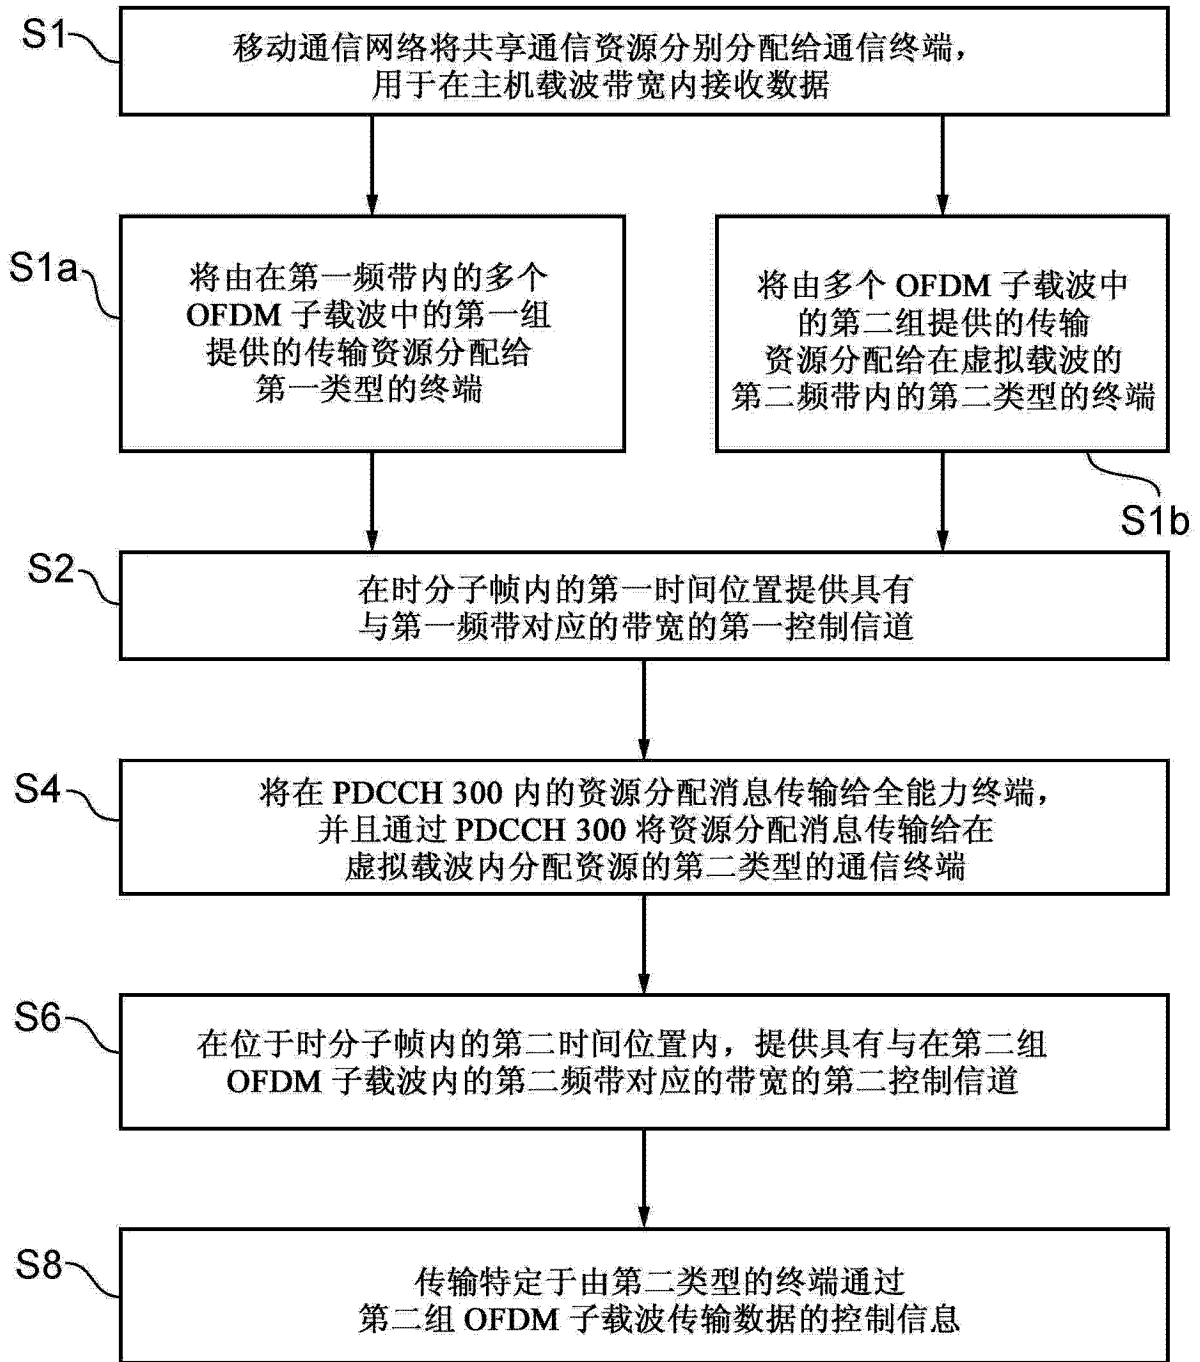 S1
移动通信网络将共享通信资源分别分配给通信终端，
用于在主机载波带宽内接收数据
S1a
将由在第一频带内的多个
OFDM 子载波中的第一组
提供的传输资源分配给
第一类型的终端
将由多个 OFDM 子载波中
的第二组提供的传输
资源分配给在虚拟载波的
第二频带内的第二类型的终端
S1b
S2
在时分子帧内的第一时间位置提供具有
与第一频带对应的带宽的第一控制信道
S4
将在 PDCCH 300 内的资源分配消息传输给全能力终端，
并且通过 PDCCH 300 将资源分配消息传输给在
虚拟载波内分配资源的第二类型的通信终端
S6
在位于时分子帧内的第二时间位置内，提供具有与在第二组
OFDM 子载波内的第二频带对应的带宽的第二控制信道
S8
传输特定于由第二类型的终端通过
第二组 OFDM 子载波传输数据的控制信息